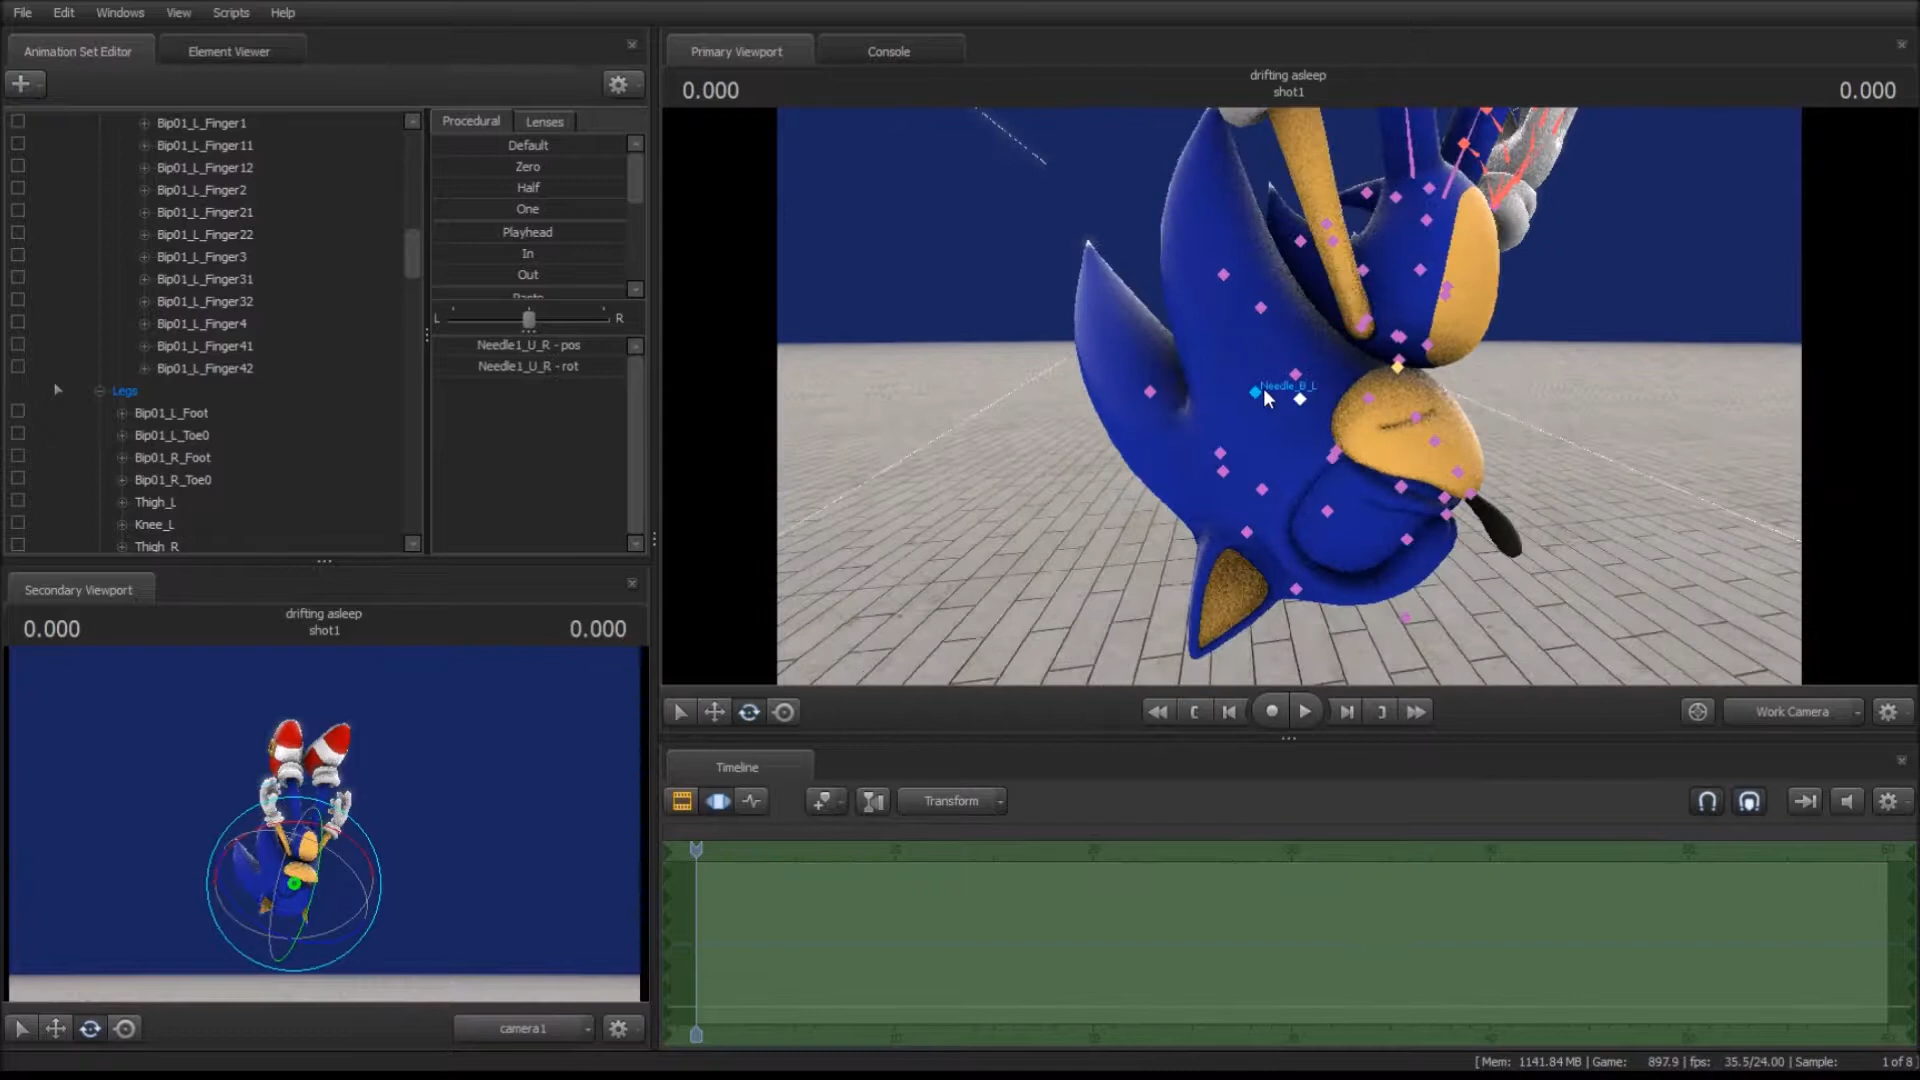 File Edit Windows View Scripts Help
Animation Set Editor Element Viewer
Bip01_L_Finger1
Bip01_L_Finger11
Bip01_L_Finger12
Bip01_L_Finger2
Bip01_L_Finger21
Bip01_L_Finger22
Bip01_L_Finger3
Bip01_L_Finger31
Bip01_L_Finger32
Bip01_L_Finger4
Bip01_L_Finger41
Bip01_L_Finger42
Legs
Bip01_L_Foot
Bip01_L_Toe0
Bip01_R_Foot
Bip01_R_Toe0
Thigh_L
Knee_L
Thigh_R
Procedural Lenses
Default
Zero
Half
One
Playhead
In
Out
L R
Needle1_U_R - pos
Needle1_U_R - rot
Primary Viewport Console
0.000 drifting asleep 0.000
shot1
Needle_B_L
Work Camera
Secondary Viewport
0.000 drifting asleep 0.000
shot1
camera1
Timeline
Transform
[ Mem: 1141.84 MB | Game: 897.9 | fps: 35.5/24.00 | Sample: 1 of 8